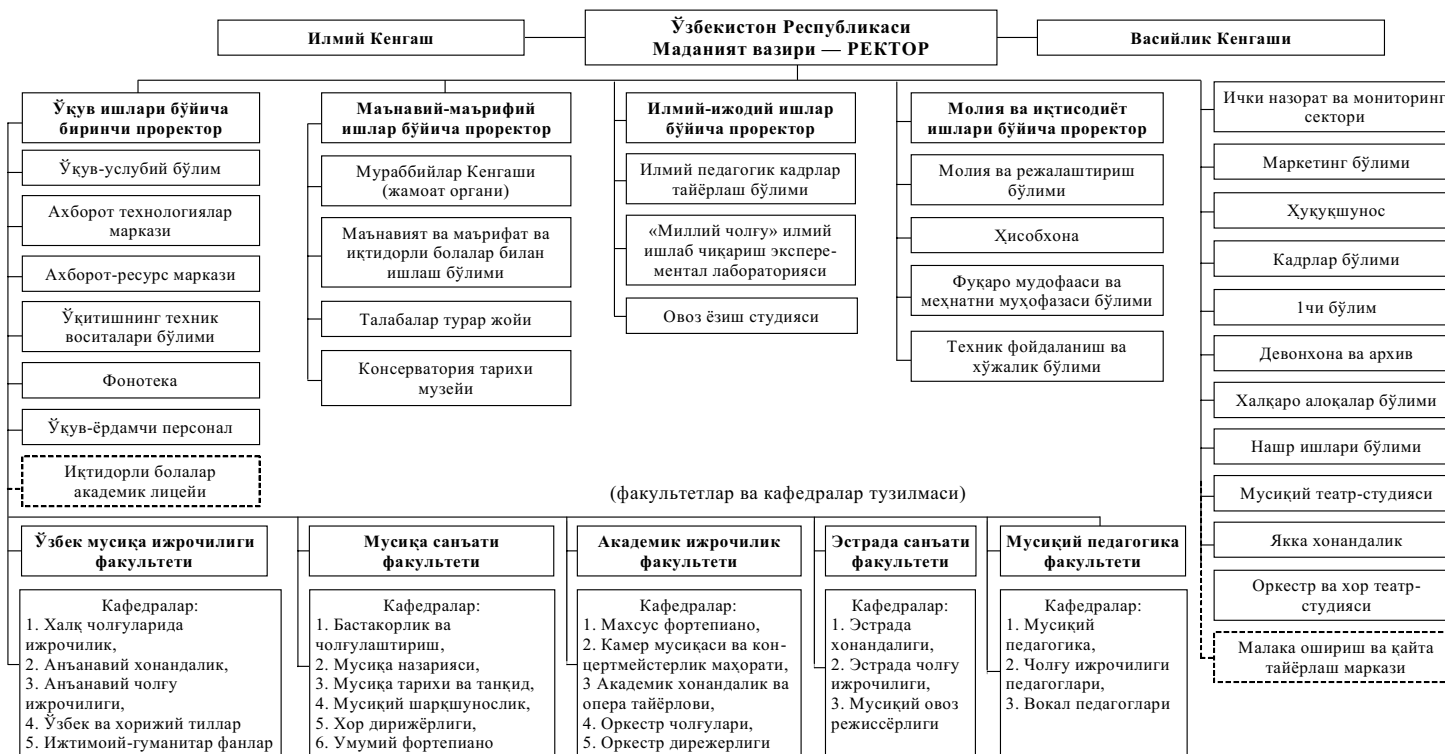 Илмий Кенгаш
Ўзбекистон Республикаси
Маданият вазири — РЕКТОР
Васийлик Кенгаши
Ўқув ишлари бўйича
биринчи проректор
Ўқув-услубий бўлим
Ахборот технологиялар
маркази
Ахборот-ресурс маркази
Ўқитишнинг техник
воситалари бўлими
Фонотека
Ўқув-ёрдамчи персонал
Иқтидорли болалар
академик лицейи
Маънавий-маърифий
ишлар бўйича проректор
Мураббийлар Кенгаши
(жамоат органи)
Маънавият ва маърифат ва
иқтидорли болалар билан
ишлаш бўлими
Талабалар турар жойи
Консерватория тарихи
музейи
Илмий-ижодий ишлар
бўйича проректор
Илмий педагогик кадрлар
тайёрлаш бўлими
«Миллий чолғу» илмий
ишлаб чиқариш экспере-
ментал лабораторияси
Овоз ёзиш студияси
Молия ва иқтисодиёт
ишлари бўйича проректор
Молия ва режалаштириш
бўлими
Ҳисобхона
Фуқаро мудофааси ва
меҳнатни муҳофазаси бўлими
Техник фойдаланиш ва
хўжалик бўлими
Ички назорат ва мониторинг
сектори
Маркетинг бўлими
Ҳуқуқшунос
Кадрлар бўлими
1чи бўлим
Девонхона ва архив
Халқаро алоқалар бўлими
Нашр ишлари бўлими
Мусиқий театр-студияси
Якка хонандалик
Оркестр ва хор театр-
студияси
Малака ошириш ва қайта
тайёрлаш маркази
(факультетлар ва кафедралар тузилмаси)
Ўзбек мусиқа ижрочилиги
факультети
Кафедралар:
1. Халқ чолғуларида
ижрочилик,
2. Анъанавий хонандалик,
3. Анъанавий чолғу
ижрочилиги,
4. Ўзбек ва хорижий тиллар
5. Ижтимоий-гуманитар фанлар
Мусиқа санъати
факультети
Кафедралар:
1. Бастакорлик ва
чолғулаштириш,
2. Мусиқа назарияси,
3. Мусиқа тарихи ва танқид,
4. Мусиқий шарқшунослик,
5. Хор дирижёрлиги,
6. Умумий фортепиано
Академик ижрочилик
факультети
Кафедралар:
1. Махсус фортепиано,
2. Камер мусиқаси ва кон-
цертмейстерлик маҳорати,
3 Академик хонандалик ва
опера тайёрлови,
4. Оркестр чолғулари,
5. Оркестр дирежерлиги
Эстрада санъати
факультети
Кафедралар:
1. Эстрада
хонандалиги,
2. Эстрада чолғу
ижрочилиги,
3. Мусиқий овоз
режиссёрлиги
Мусиқий педагогика
факультети
Кафедралар:
1. Мусиқий
педагогика,
2. Чолғу ижрочилиги
педагоглари,
3. Вокал педагоглари